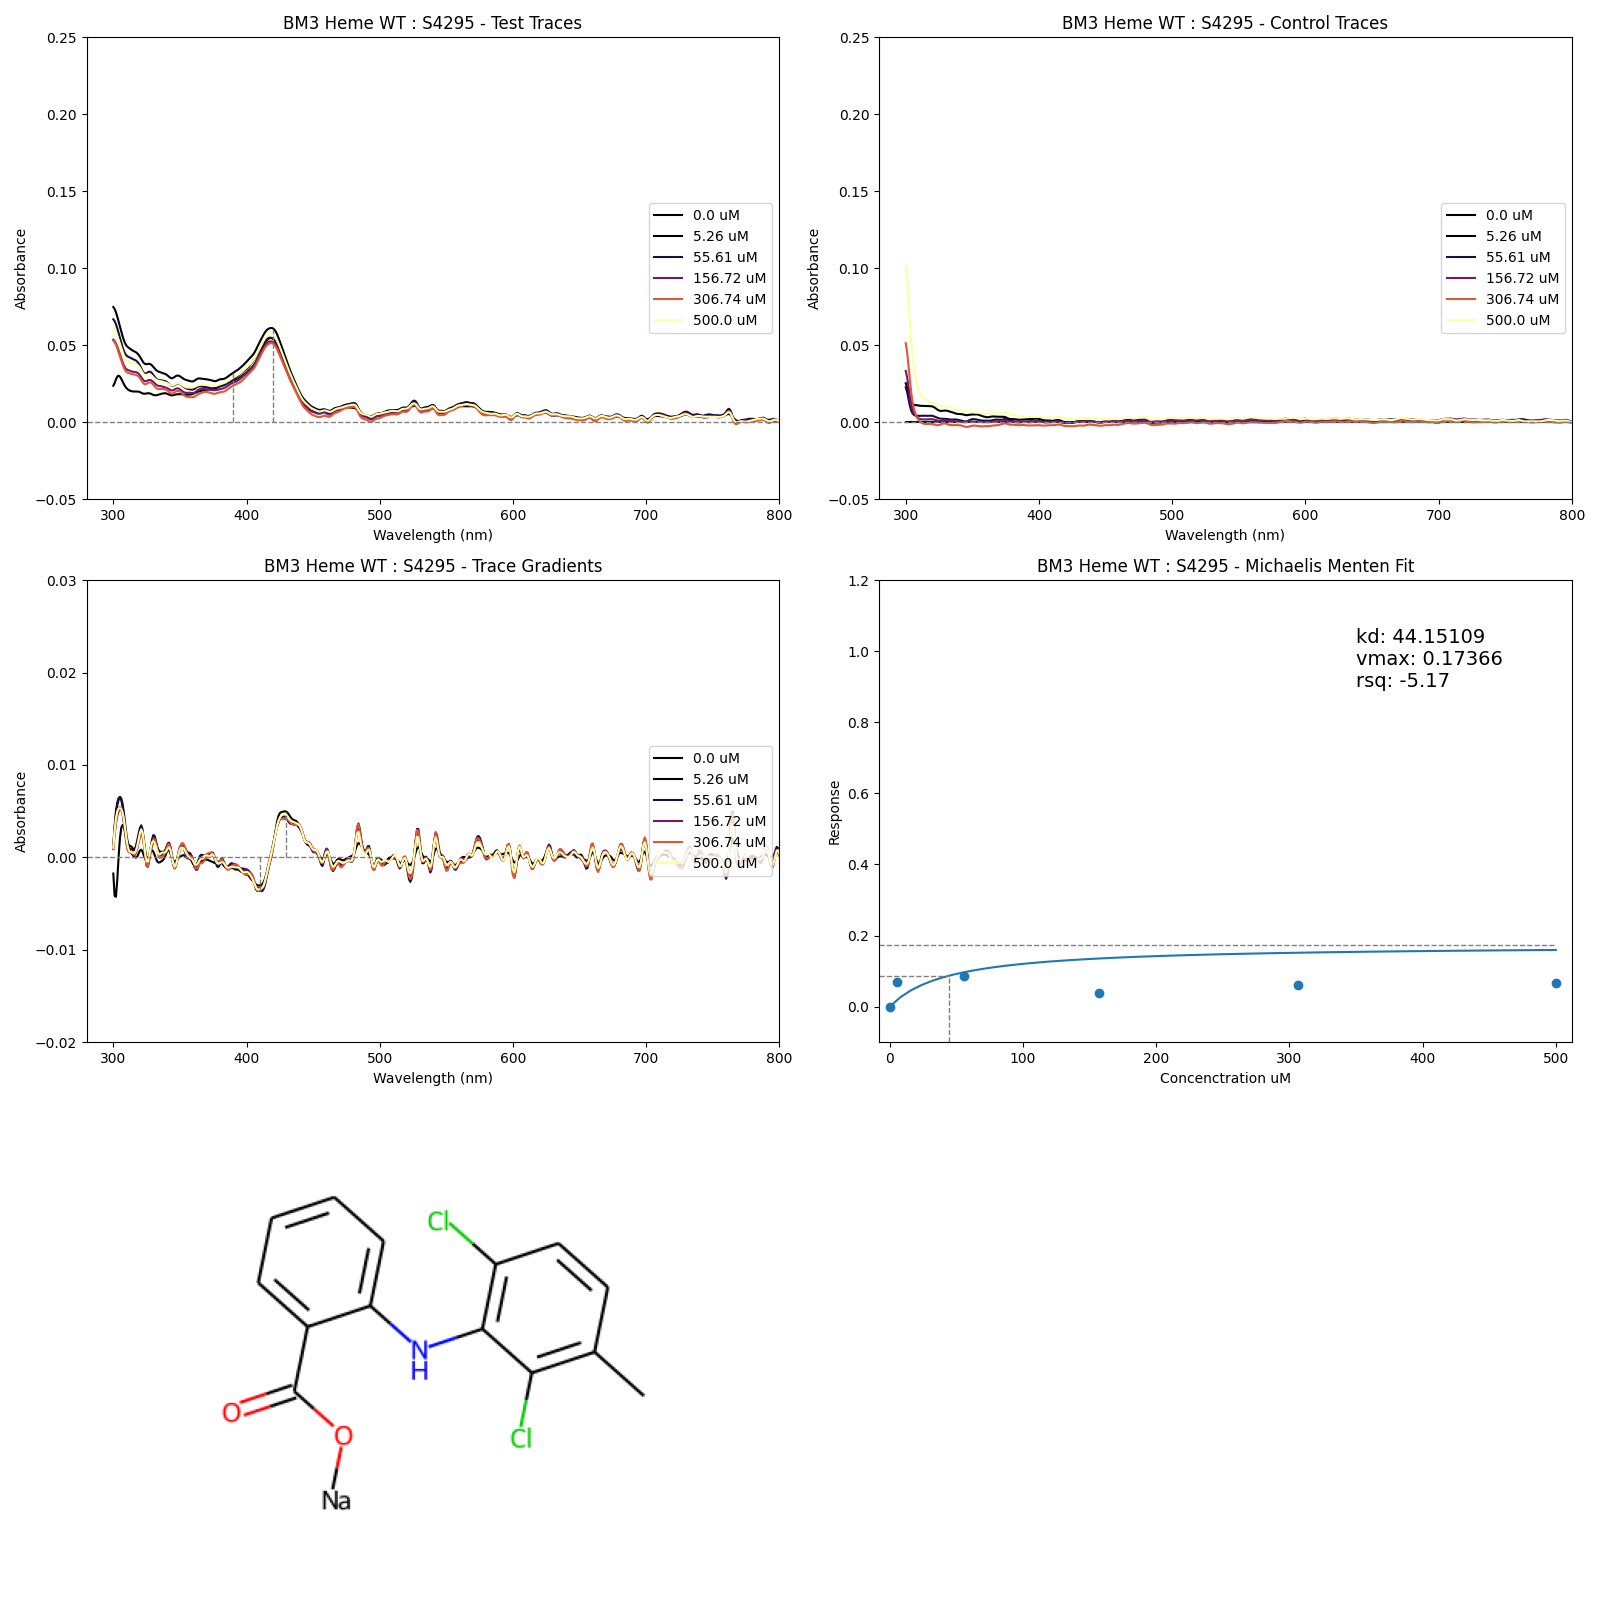 BM3 Heme WT : S4295 - Test Traces
0.25
0.20
0.15
0.10
0.05
0.00
−0.05
Absorbance
300
400
500
600
700
800
Wavelength (nm)
0.0 uM
5.26 uM
55.61 uM
156.72 uM
306.74 uM
500.0 uM
BM3 Heme WT : S4295 - Control Traces
0.25
0.20
0.15
0.10
0.05
0.00
−0.05
Absorbance
300
400
500
600
700
800
Wavelength (nm)
0.0 uM
5.26 uM
55.61 uM
156.72 uM
306.74 uM
500.0 uM
BM3 Heme WT : S4295 - Trace Gradients
0.03
0.02
0.01
0.00
−0.01
−0.02
Absorbance
300
400
500
600
700
800
Wavelength (nm)
0.0 uM
5.26 uM
55.61 uM
156.72 uM
306.74 uM
500.0 uM
BM3 Heme WT : S4295 - Michaelis Menten Fit
1.2
1.0
0.8
0.6
0.4
0.2
0.0
Response
0
100
200
300
400
500
Concenctration uM
kd: 44.15109
vmax: 0.17366
rsq: -5.17
Cl
N
H
O
O
Cl
Na